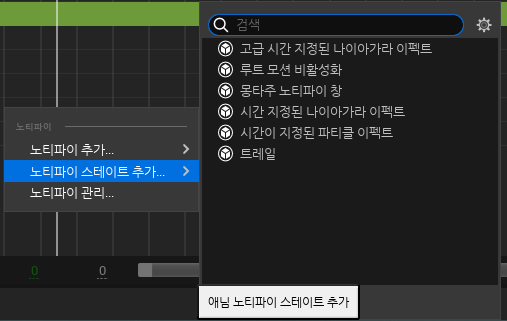 노티파이
노티파이 추가...
노티파이 스테이트 추가...
노티파이 관리...
0
0
검색
고급 시간 지정된 나이아가라 이펙트
루트 모션 비활성화
몽타주 노티파이 창
시간 지정된 나이아가라 이펙트
시간이 지정된 파티클 이펙트
트레일
애님 노티파이 스테이트 추가